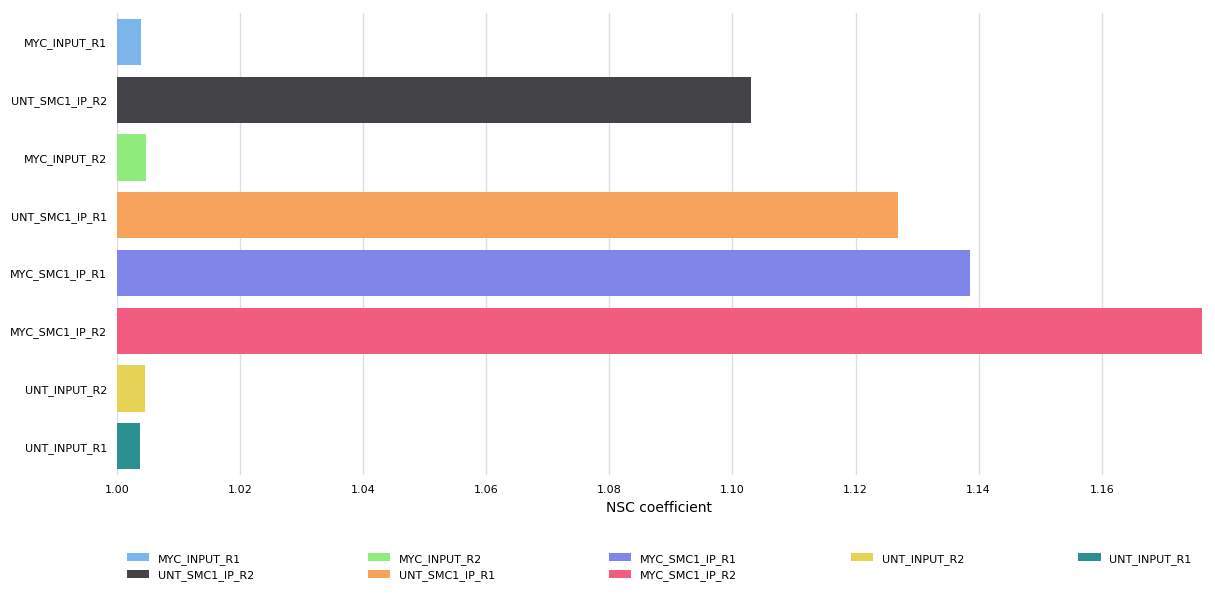 MYC_INPUT_R1
UNT_SMC1_IP_R2
MYC_INPUT_R2
UNT_SMC1_IP_R1
MYC_SMC1_IP_R1
MYC_SMC1_IP_R2
UNT_INPUT_R2
UNT_INPUT_R1
1.00 1.02 1.04 1.06 1.08 1.10 1.12 1.14 1.16
NSC coefficient
MYC_INPUT_R1 MYC_INPUT_R2 MYC_SMC1_IP_R1 UNT_INPUT_R2 UNT_INPUT_R1
UNT_SMC1_IP_R2 UNT_SMC1_IP_R1 MYC_SMC1_IP_R2